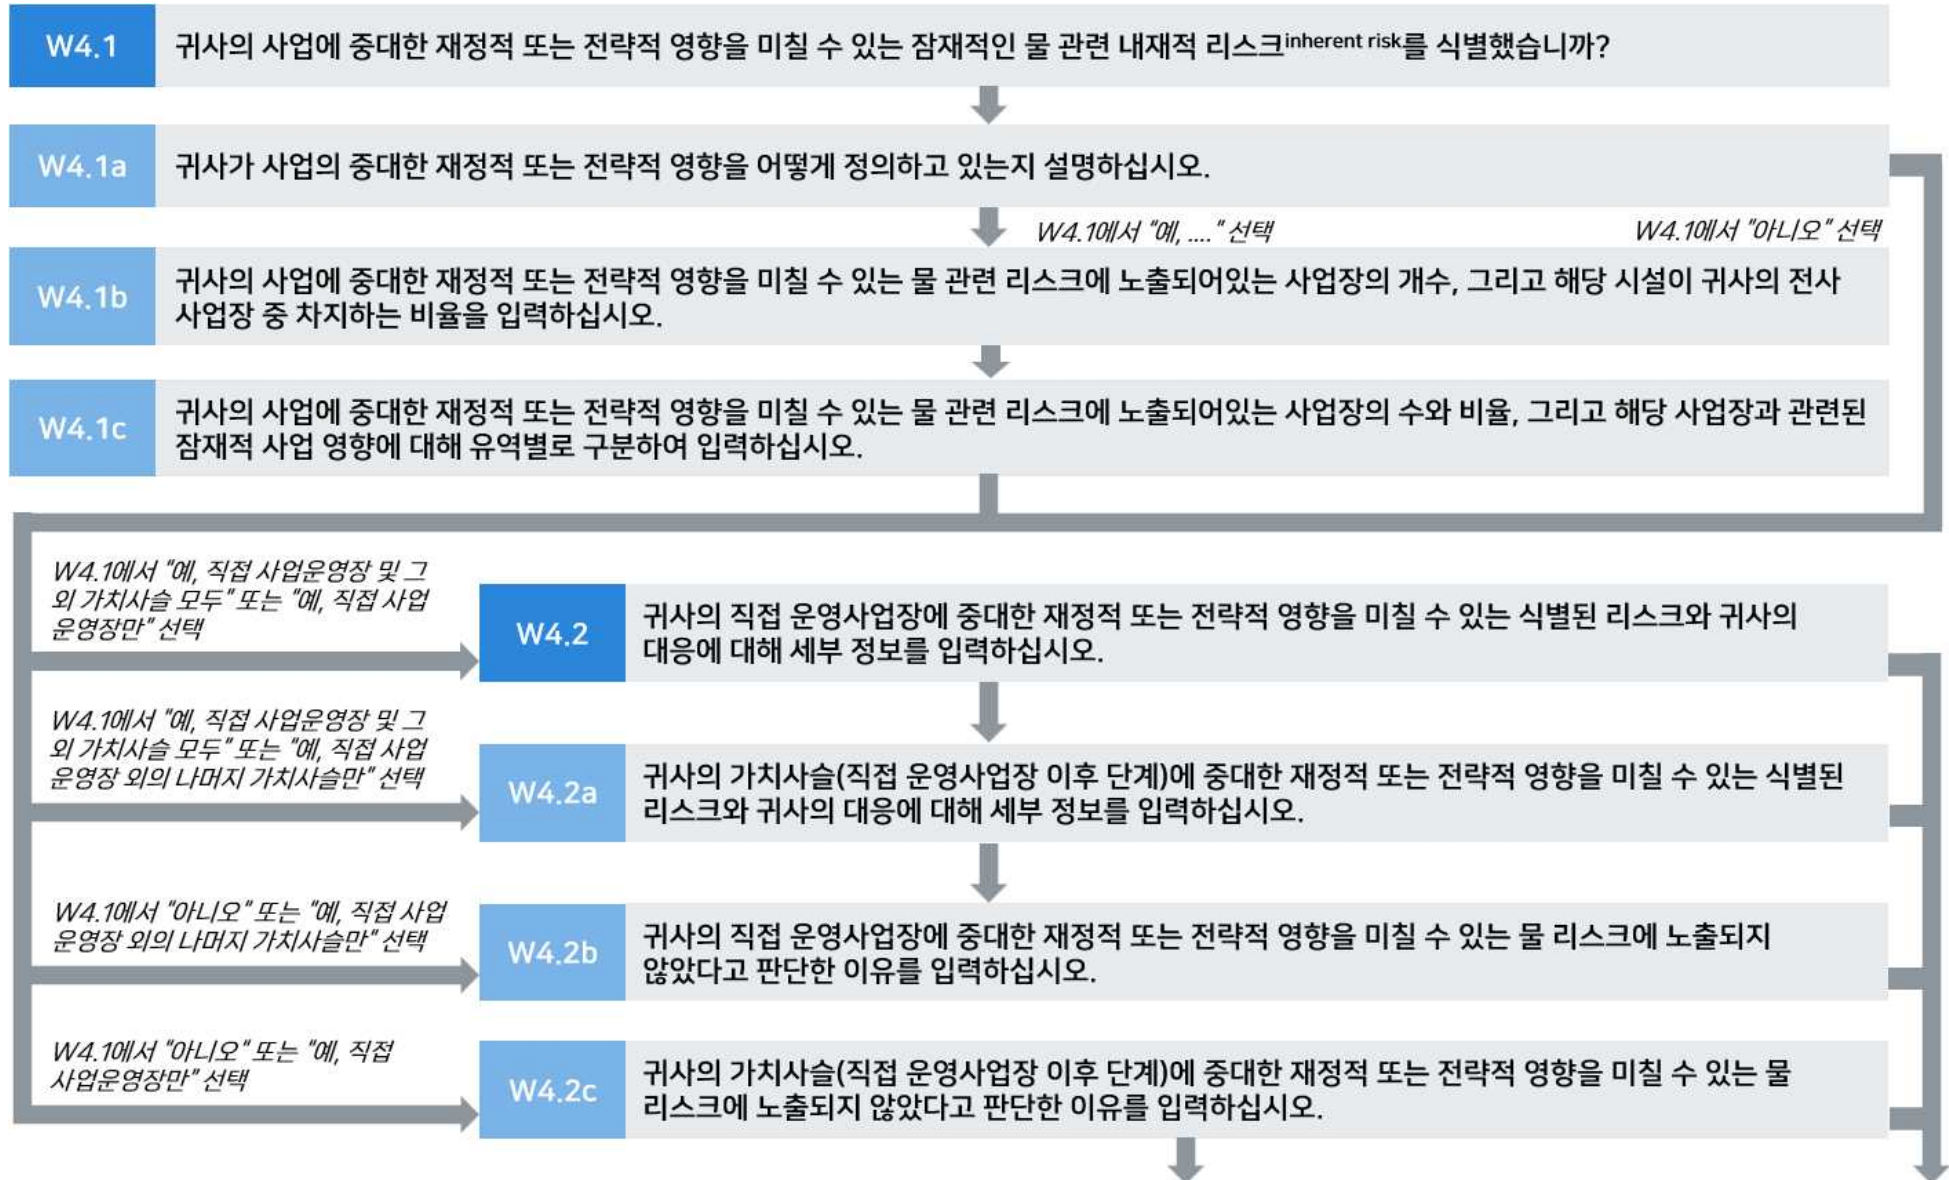 W4.1
귀사의 사업에 중대한 재정적 또는 전략적 영향을 미칠 수 있는 잠재적인 물 관련 내재적 리스크inherent risk를 식별했습니까?
W4.1a
귀사가 사업의 중대한 재정적 또는 전략적 영향을 어떻게 정의하고 있는지 설명하십시오.
W4.1에서 "예, ...." 선택
W4.1에서 "아니오" 선택
W4.1b
귀사의 사업에 중대한 재정적 또는 전략적 영향을 미칠 수 있는 물 관련 리스크에 노출되어있는 사업장의 개수, 그리고 해당 시설이 귀사의 전사
사업장 중 차지하는 비율을 입력하십시오.
W4.1c
귀사의 사업에 중대한 재정적 또는 전략적 영향을 미칠 수 있는 물 관련 리스크에 노출되어있는 사업장의 수와 비율, 그리고 해당 사업장과 관련된
잠재적 사업 영향에 대해 유역별로 구분하여 입력하십시오.
W4.1에서 "예, 직접 사업운영장 및 그
외 가치사슬 모두" 또는 "예, 직접 사업
운영장만" 선택
W4.2
귀사의 직접 운영사업장에 중대한 재정적 또는 전략적 영향을 미칠 수 있는 식별된 리스크와 귀사의
대응에 대해 세부 정보를 입력하십시오.
W4.1에서 "예, 직접 사업운영장 및 그
외 가치사슬 모두" 또는 "예, 직접 사업
운영장 외의 나머지 가치사슬만" 선택
W4.2a
귀사의 가치사슬(직접 운영사업장 이후 단계)에 중대한 재정적 또는 전략적 영향을 미칠 수 있는 식별된
리스크와 귀사의 대응에 대해 세부 정보를 입력하십시오.
W4.1에서 "아니오" 또는 "예, 직접 사업
운영장 외의 나머지 가치사슬만" 선택
W4.2b
귀사의 직접 운영사업장에 중대한 재정적 또는 전략적 영향을 미칠 수 있는 물 리스크에 노출되지
않았다고 판단한 이유를 입력하십시오.
W4.1에서 "아니오" 또는 "예, 직접
사업운영장만" 선택
W4.2c
귀사의 가치사슬(직접 운영사업장 이후 단계)에 중대한 재정적 또는 전략적 영향을 미칠 수 있는 물
리스크에 노출되지 않았다고 판단한 이유를 입력하십시오.